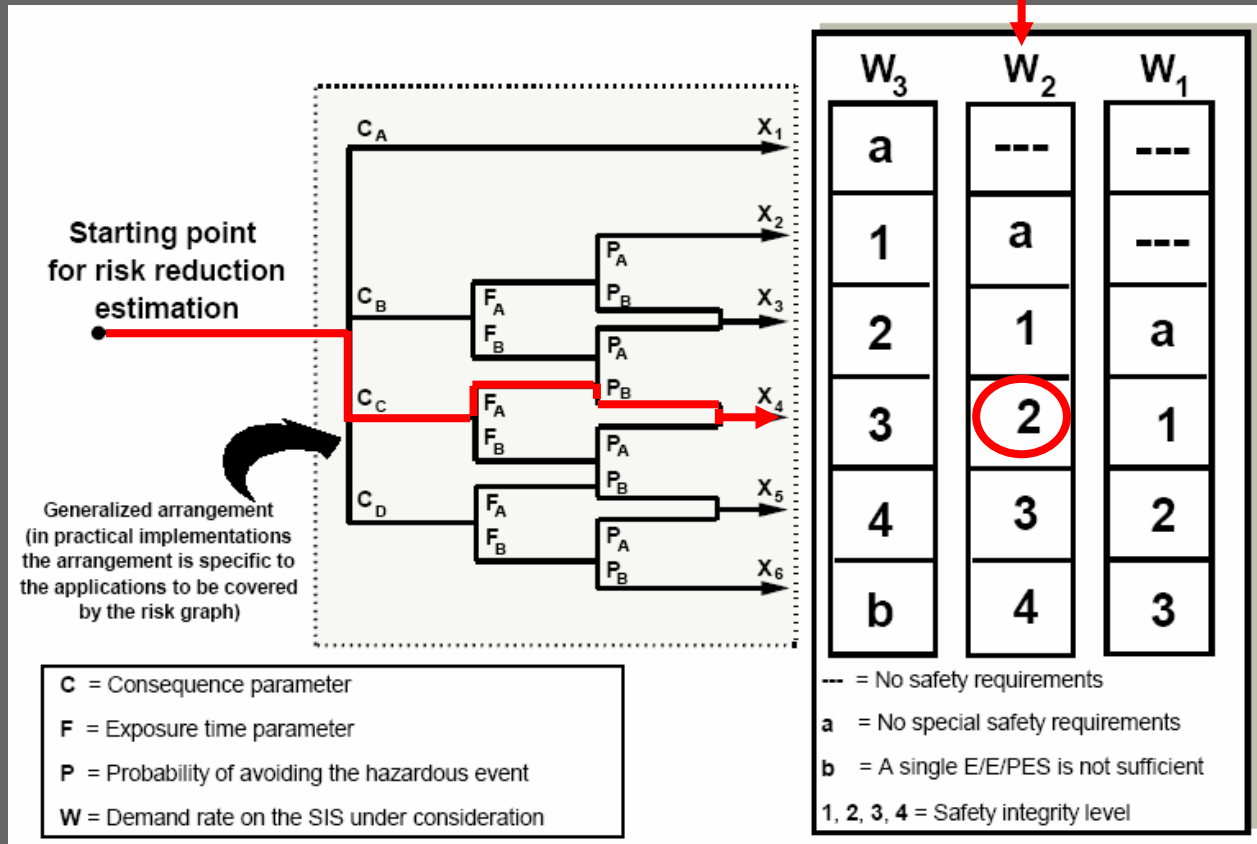 W3 W2 W1
a --- ---
1 a ---
2 1 a
3 2 1
4 3 2
b 4 3
Starting point
for risk reduction
estimation
CA
X1
X2
PA
CB
FA
PB
X3
FB
PA
CC
FA
PB
X4
FB
PA
CD
FA
PB
X5
FB
PA
PB
X6
Generalized arrangement
(in practical implementations
the arrangement is specific to
the applications to be covered
by the risk graph)
C = Consequence parameter
F = Exposure time parameter
P = Probability of avoiding the hazardous event
W = Demand rate on the SIS under consideration
--- = No safety requirements
a = No special safety requirements
b = A single E/E/PES is not sufficient
1, 2, 3, 4 = Safety integrity level